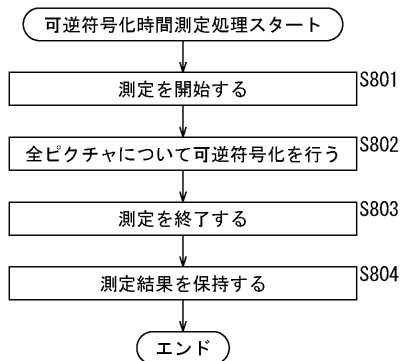 可逆符号化時間測定処理スタート
S801
測定を開始する
S802
全ピクチャについて可逆符号化を行う
S803
測定を終了する
S804
測定結果を保持する
エンド